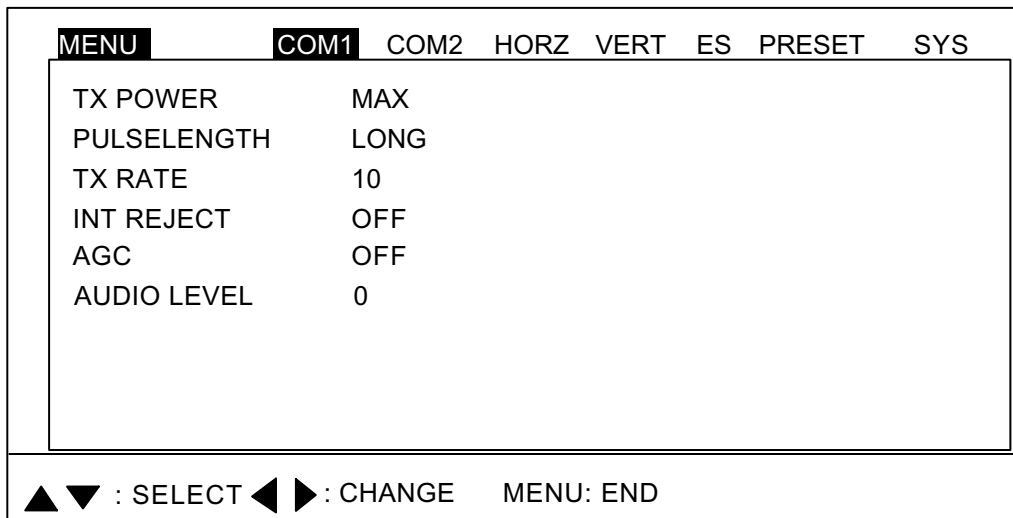 MENU COM1 COM2 HORZ VERT ES PRESET SYS
TX POWER MAX
PULSELENGTH LONG
TX RATE 10
INT REJECT OFF
AGC OFF
AUDIO LEVEL 0
▲ ▼ : SELECT ◀ ▶ : CHANGE MENU: END